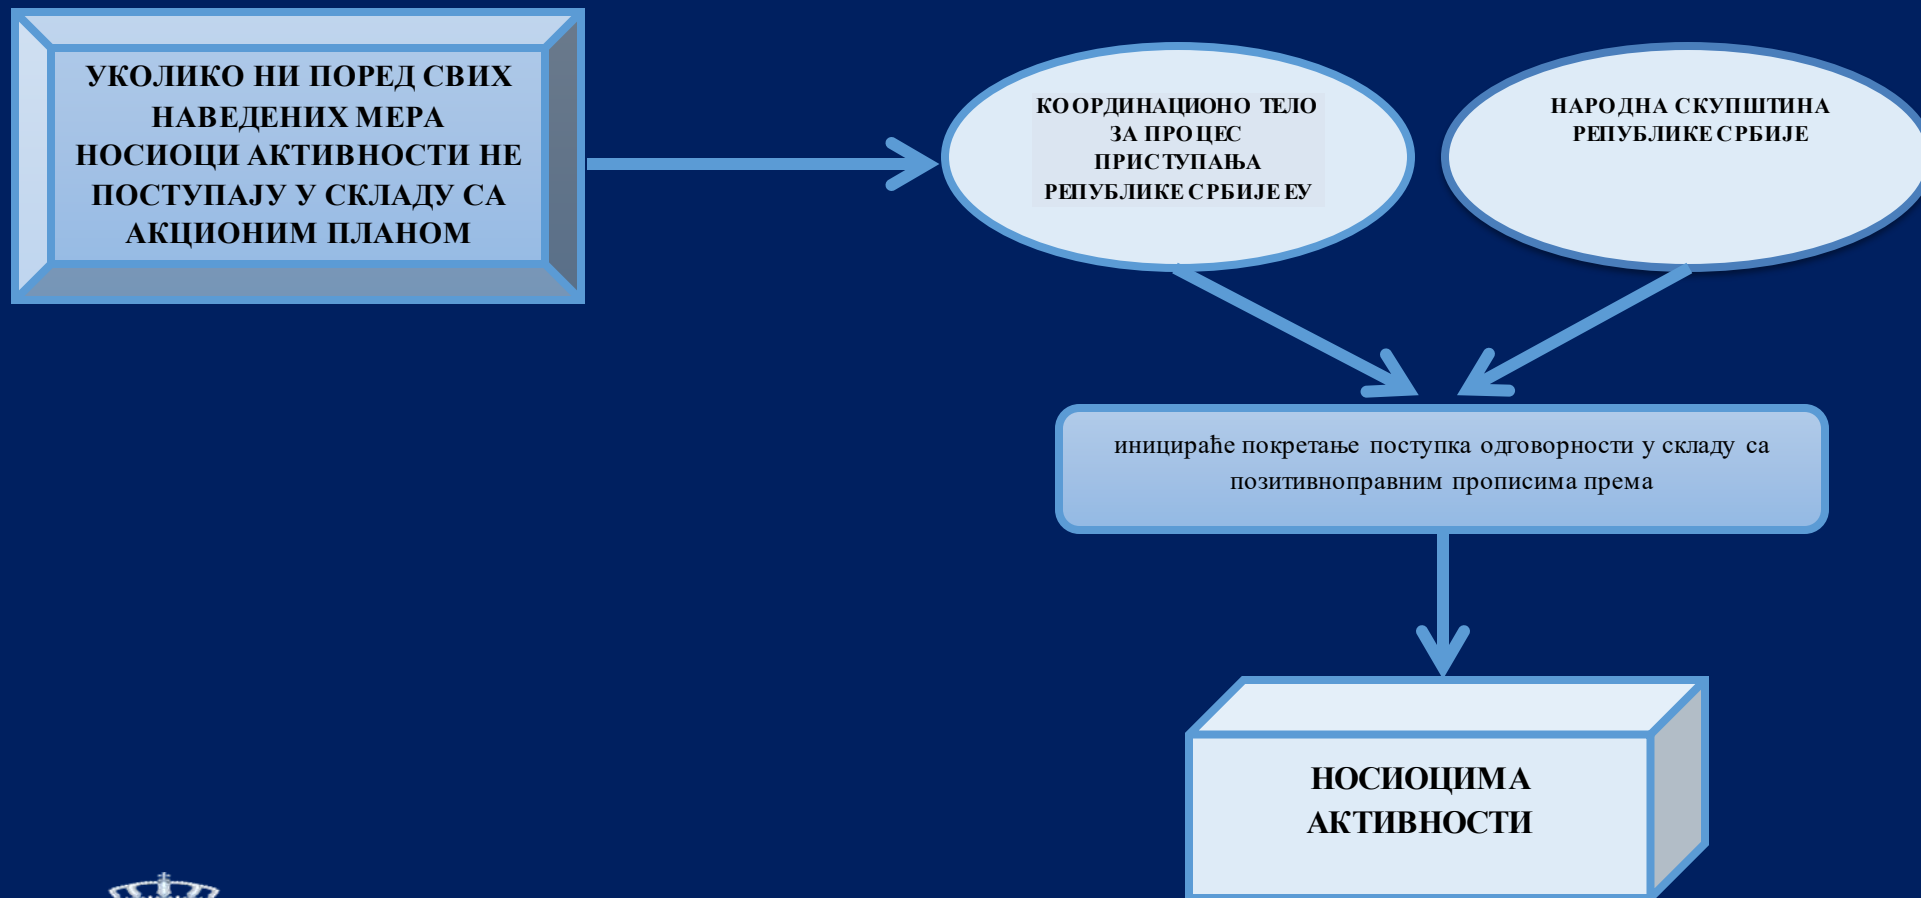 УКОЛИКО НИ ПОРЕД СВИХ
НАВЕДЕНИХ МЕРА
НОСИОЦИ АКТИВНОСТИ НЕ
ПОСТУПАЈУ У СКЛАДУ СА
АКЦИОНИМ ПЛАНОМ
КООРДИНАЦИОНО ТЕЛО
ЗА ПРОЦЕС
ПРИСТУПАЊА
РЕПУБЛИКЕ СРБИЈЕ ЕУ
НАРОДНА СКУПШТИНА
РЕПУБЛИКЕ СРБИЈЕ
иницираће покретање поступка одговорности у складу са
позитивноправним прописима према
НОСИОЦИМА
АКТИВНОСТИ